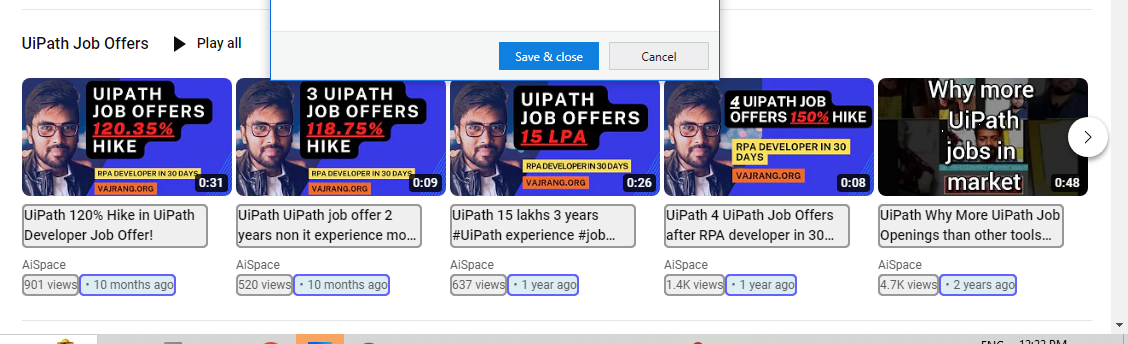 Save & close
Cancel
UiPath Job Offers
Play all
UIPATH
JOB OFFERS
120.35%
HIKE
RPA DEVELOPER IN 30 DAYS
VAJRANG.ORG
0:31
3 UIPATH
JOB OFFERS
118.75%
HIKE
RPA DEVELOPER IN 30 DAYS
VAJRANG.ORG
0:09
UIPATH
JOB OFFERS
15 LPA
RPA DEVELOPER IN 30 DAYS
VAJRANG.ORG
0:26
4 UIPATH JOB
OFFERS 150% HIKE
RPA DEVELOPER IN 30
DAYS
VAJRANG.ORG
0:08
Why more
UiPath
jobs in
market
0:48
UiPath 120% Hike in UiPath
Developer Job Offer!
AiSpace
901 views • 10 months ago
UiPath UiPath job offer 2
years non it experience mo...
AiSpace
520 views • 10 months ago
UiPath 15 lakhs 3 years
#UiPath experience #job...
AiSpace
637 views • 1 year ago
UiPath 4 UiPath Job Offers
after RPA developer in 30...
AiSpace
1.4K views • 1 year ago
UiPath Why More UiPath Job
Openings than other tools...
AiSpace
4.7K views • 2 years ago